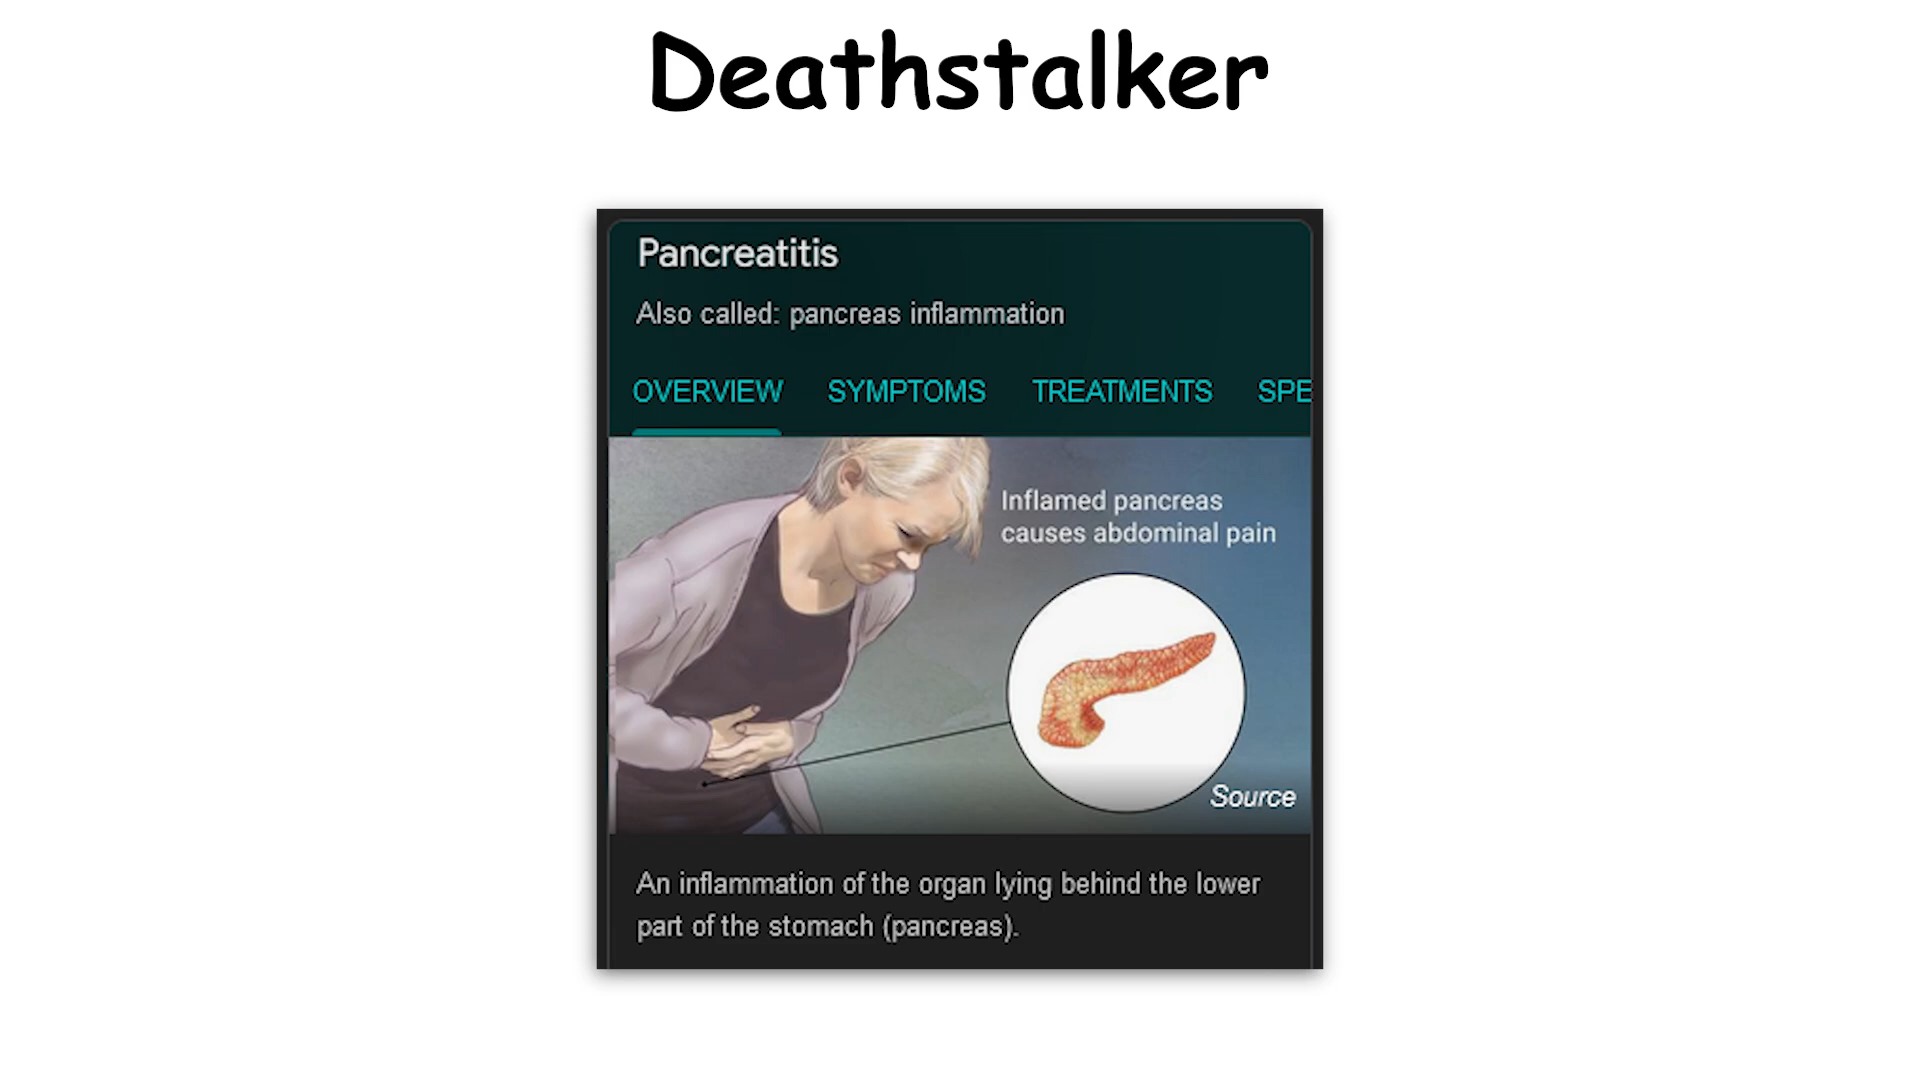 Deathstalker
Pancreatitis
Also called: pancreas inflammation
OVERVIEW SYMPTOMS TREATMENTS SPE
Inflamed pancreas
causes abdominal pain
Source
An inflammation of the organ lying behind the lower
part of the stomach (pancreas).